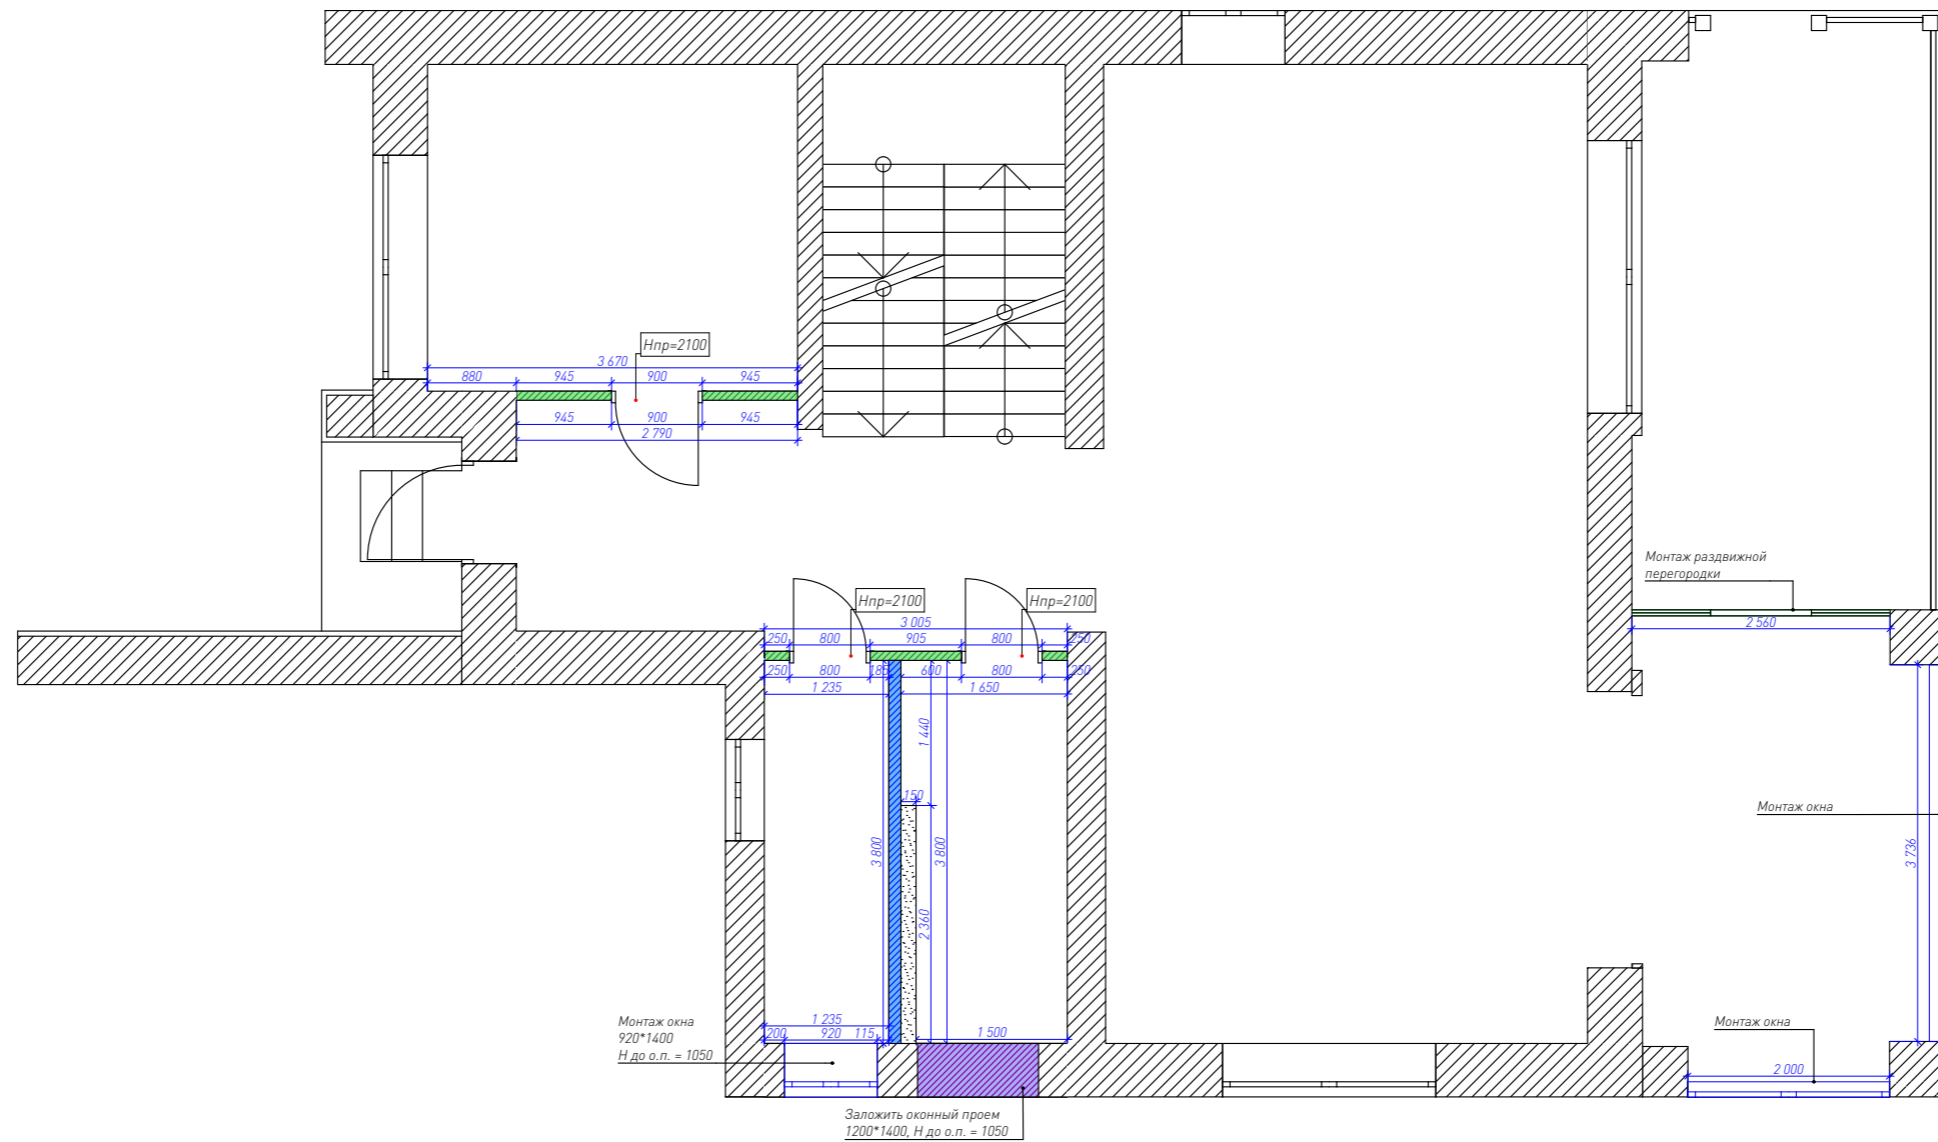 Hпр=2100
3 670
880 945 900 945
945 900 945
2 790
Монтаж раздвижной
перегородки
2 560
Hпр=2100 Hпр=2100
3 005
250 800 905 800 250
250 800 185 600 800 250
1 235 1 650
1 440
150
Монтаж окна
3 800 3 800
3 736
2 360
Монтаж окна
920*1400
H до о.п. = 1050
1 235
200 920 115 1 500
Монтаж окна
2 000
Заложить оконный проем
1200*1400, H до о.п. = 1050